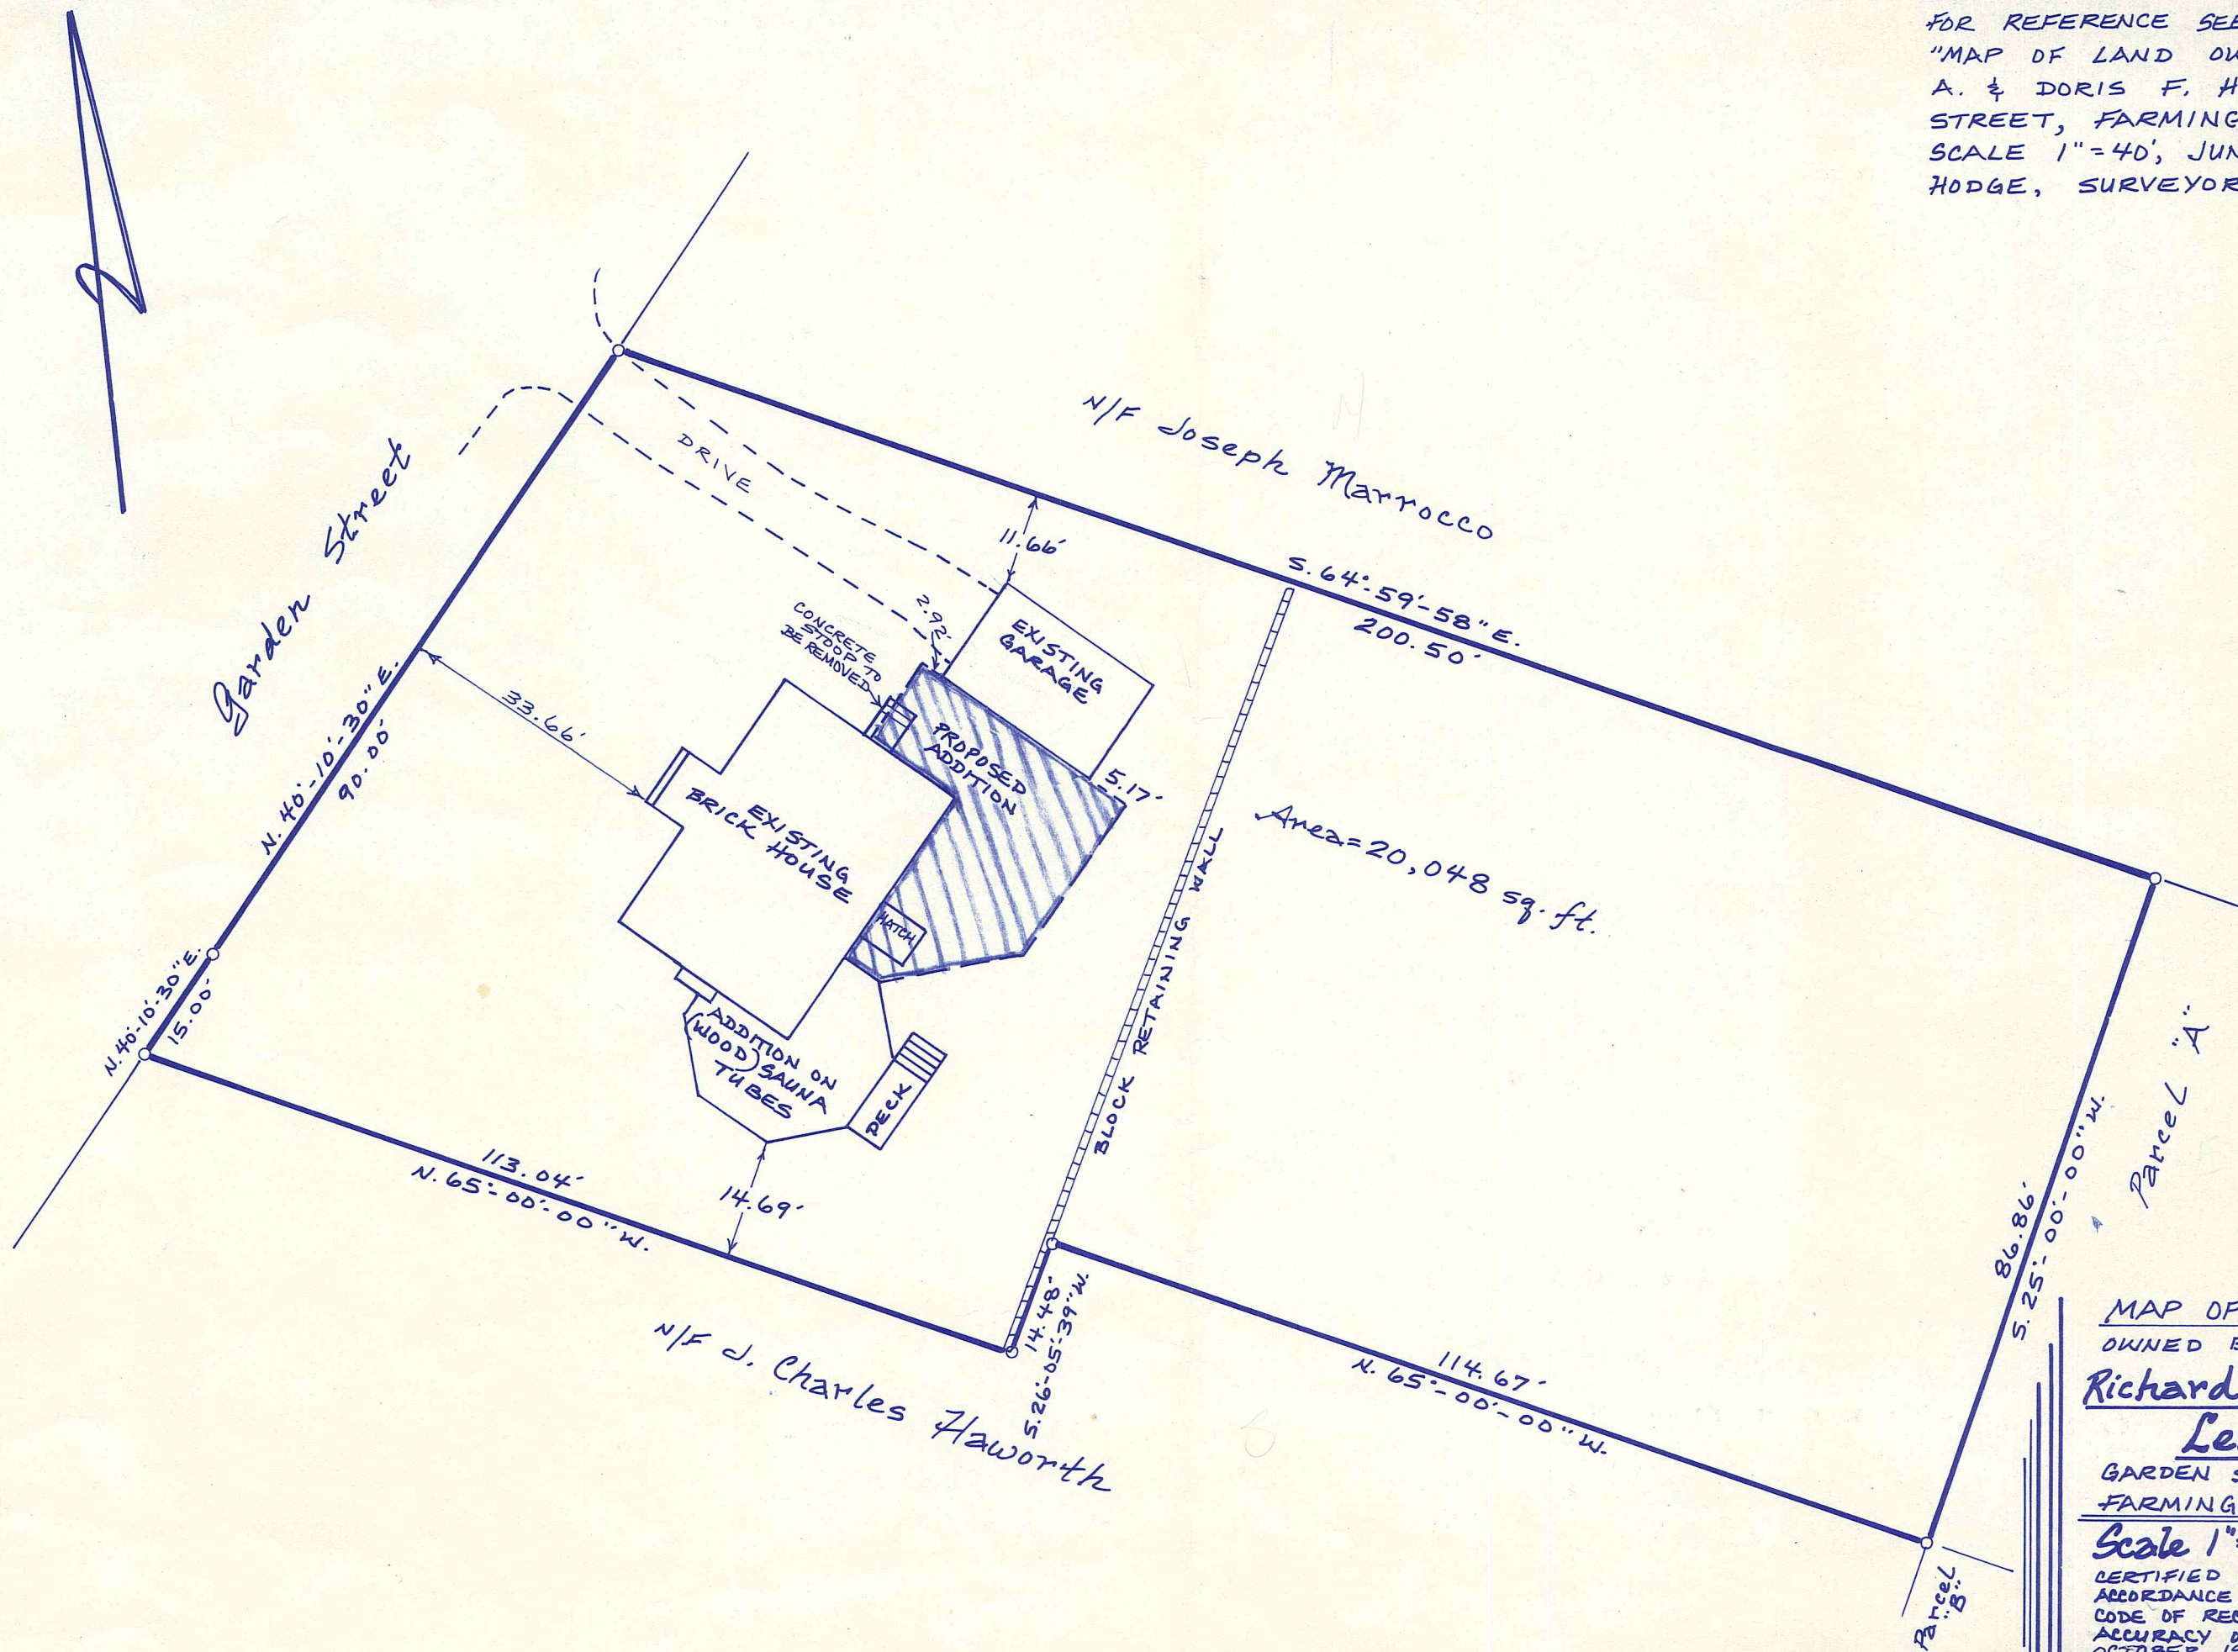 FOR REFERENCE SEE
"MAP OF LAND OW
A. & DORIS F. H
STREET, FARMING
SCALE 1"=40', JUN
HODGE, SURVEYOR
Garden Street
N/F Joseph Marrocco
DRIVE
11.66'
S. 64°-59'-58" E.
200.50'
2.92'
CONCRETE
STOOP TO
BE REMOVED
EXISTING
GARAGE
33.66'
PROPOSED
ADDITION
5.17'
N. 40°-10'-30" E.
90.00'
EXISTING
BRICK HOUSE
Area=20,048 sq. ft.
BLOCK RETAINING WALL
HATCH
N. 40°-10'-30" E.
15.00'
ADDITION ON
(WOOD) SAUNA
TUBES
DECK
113.04'
N. 65°-00'-00" W.
14.69'
N/F J. Charles Haworth
14.48'
S. 26°-05'-39" W.
114.67'
N. 65°-00'-00" W.
86.86'
S. 25°-00'-00" W.
Parcel "A"
Parcel
"B"
MAP OF
OWNED B
Richard
Le
GARDEN S
FARMING
Scale 1"=
CERTIFIED
ACCORDANCE
CODE OF REC
ACCURACY
OCTOBER